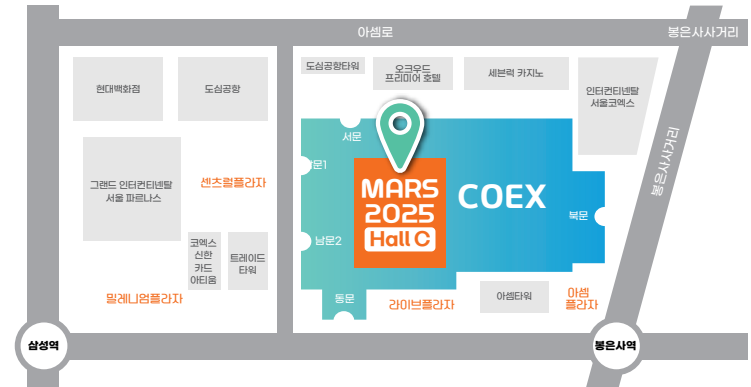 아셈로
봉은사사거리
도심공항타워
오크우드
프리미어 호텔
세븐럭 카지노
현대백화점
도심공항
인터컨티넨탈
서울코엑스
서문
봉은사사거리
그랜드 인터컨티넨탈
서울 파르나스
센츠럴플라자
MARS
2025
Hall C
COEX
북문
남문2
코엑스
신한
카드
아티움
트레이드
타워
밀레니엄플라자
동문
라이브플라자
아셈타워
아셈
플라자
삼성역
봉은사역